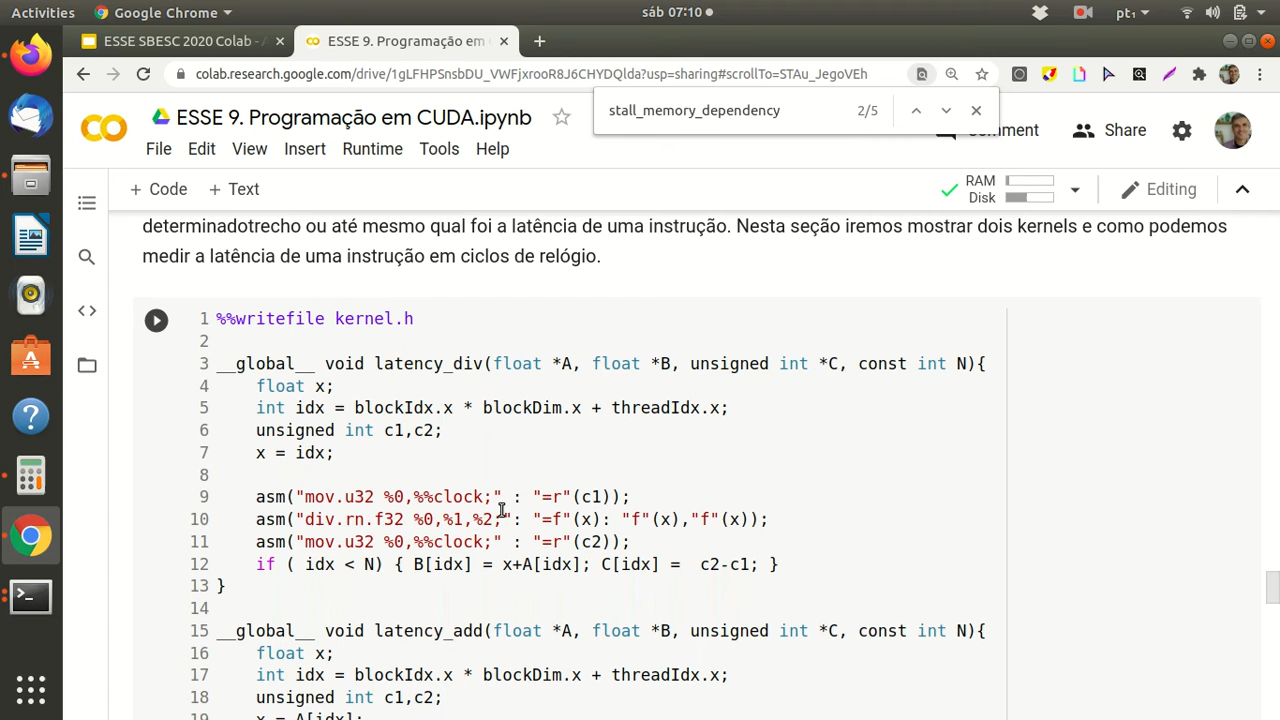 Activities Google Chrome sáb 07:10 pt1
ESSE SBESC 2020 Colab - A ESSE 9. Programação em C
colab.research.google.com/drive/1gLFHPSnsbDU_VWFjxrooR8J6CHYDQlda?usp=sharing#scrollTo=STAu_JegoVEh
stall_memory_dependency 2/5
ESSE 9. Programação em CUDA.ipynb
Comment Share
File Edit View Insert Runtime Tools Help
+ Code + Text
RAM
Disk
Editing
determinadotrecho ou até mesmo qual foi a latência de uma instrução. Nesta seção iremos mostrar dois kernels e como podemos
medir a latência de uma instrução em ciclos de relógio.
1 %%writefile kernel.h
2
3 __global__ void latency_div(float *A, float *B, unsigned int *C, const int N){
4 float x;
5 int idx = blockIdx.x * blockDim.x + threadIdx.x;
6 unsigned int c1,c2;
7 x = idx;
8
9 asm("mov.u32 %0,%%clock;" : "=r"(c1));
10 asm("div.rn.f32 %0,%1,%2;": "=f"(x): "f"(x),"f"(x));
11 asm("mov.u32 %0,%%clock;" : "=r"(c2));
12 if ( idx < N) { B[idx] = x+A[idx]; C[idx] = c2-c1; }
13 }
14
15 __global__ void latency_add(float *A, float *B, unsigned int *C, const int N){
16 float x;
17 int idx = blockIdx.x * blockDim.x + threadIdx.x;
18 unsigned int c1,c2;
19 x = A[idx];